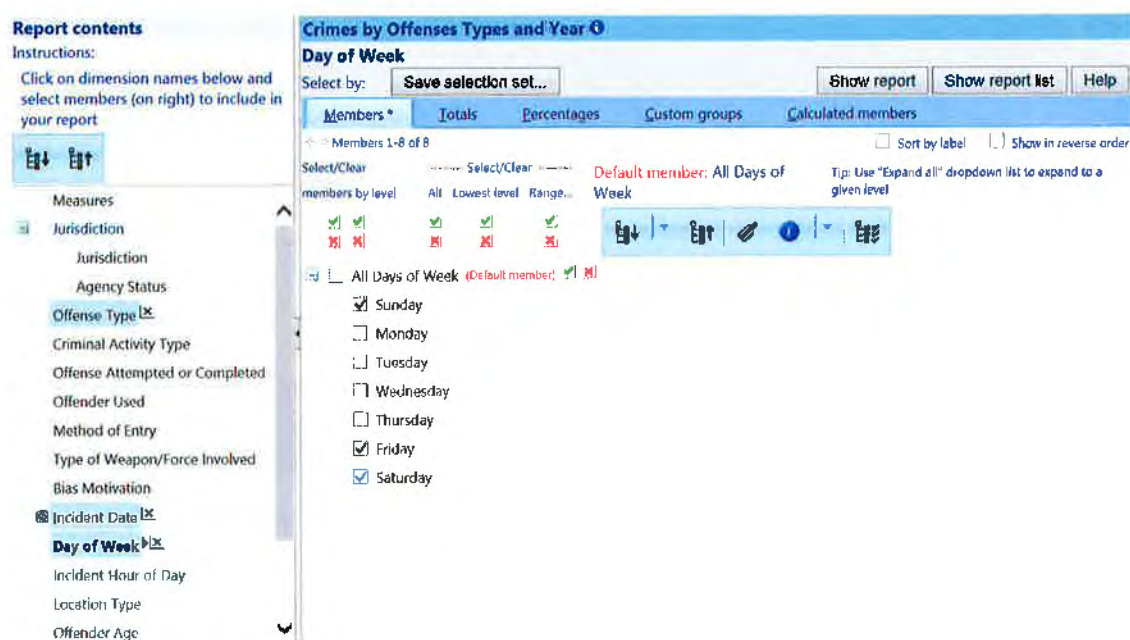 Report contents
Instructions:
Click on dimension names below and
select members (on right) to include in
your report
Measures
Jurisdiction
Jurisdiction
Agency Status
Offense Type
Criminal Activity Type
Offense Attempted or Completed
Offender Used
Method of Entry
Type of Weapon/Force Involved
Bias Motivation
Incident Date
Day of Week
Incident Hour of Day
Location Type
Offender Age
Crimes by Offenses Types and Year
Day of Week
Select by: Save selection set... Show report Show report list Help
Members * Totals Percentages Custom groups Calculated members
Members 1-8 of 8 Sort by label Show in reverse order
Select/Clear
members by level
Select/Clear
All Lowest level Range...
Default member: All Days of
Week
Tip: Use "Expand all" dropdown list to expand to a
given level
All Days of Week (Default member)
Sunday
Monday
Tuesday
Wednesday
Thursday
Friday
Saturday